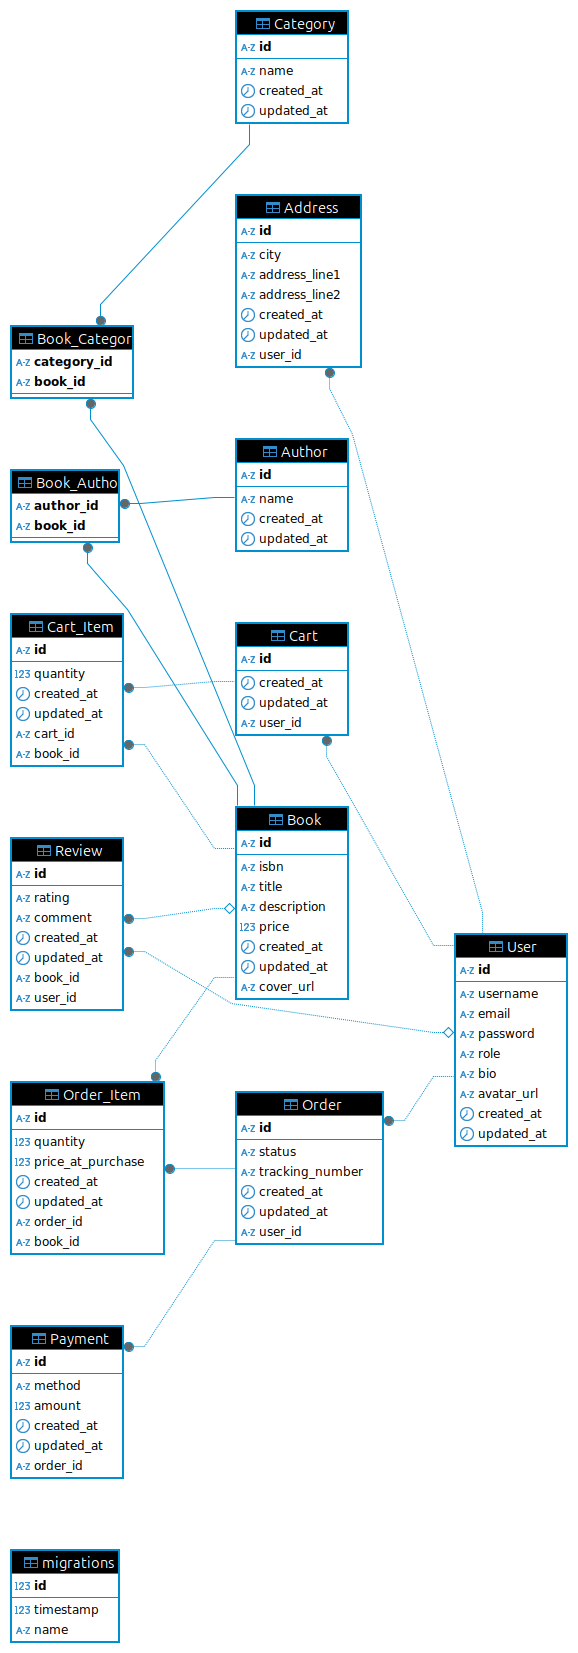 Category
A-Z id
A-Z name
created_at
updated_at
Address
A-Z id
A-Z city
A-Z address_line1
A-Z address_line2
created_at
updated_at
A-Z user_id
Book_Categor
A-Z category_id
A-Z book_id
Author
A-Z id
A-Z name
created_at
updated_at
Book_Autho
A-Z author_id
A-Z book_id
Cart_Item
A-Z id
123 quantity
created_at
updated_at
A-Z cart_id
A-Z book_id
Cart
A-Z id
created_at
updated_at
A-Z user_id
Book
A-Z id
A-Z isbn
A-Z title
A-Z description
123 price
created_at
updated_at
A-Z cover_url
Review
A-Z id
A-Z rating
A-Z comment
created_at
updated_at
A-Z book_id
A-Z user_id
User
A-Z id
A-Z username
A-Z email
A-Z password
A-Z role
A-Z bio
A-Z avatar_url
created_at
updated_at
Order_Item
A-Z id
123 quantity
123 price_at_purchase
created_at
updated_at
A-Z order_id
A-Z book_id
Order
A-Z id
A-Z status
A-Z tracking_number
created_at
updated_at
A-Z user_id
Payment
A-Z id
A-Z method
123 amount
created_at
updated_at
A-Z order_id
migrations
123 id
123 timestamp
A-Z name